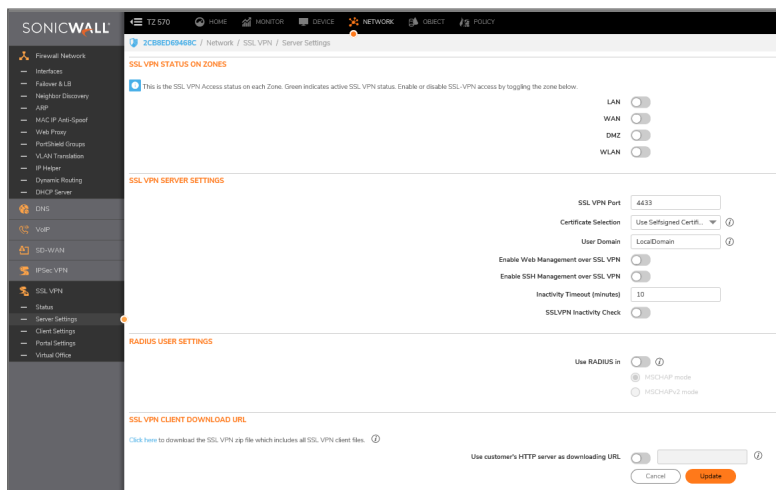 SONICWALL
TZ 570 HOME MONITOR DEVICE NETWORK OBJECT POLICY
2CB8ED69468C / Network / SSL VPN / Server Settings
Firewall Network
Interfaces
Failover & LB
Neighbor Discovery
ARP
MAC IP Anti-Spoof
Web Proxy
PortShield Groups
VLAN Translation
IP Helper
Dynamic Routing
DHCP Server
DNS
VoIP
SD-WAN
IPSec VPN
SSL VPN
Status
Server Settings
Client Settings
Portal Settings
Virtual Office
SSL VPN STATUS ON ZONES
This is the SSL VPN Access status on each Zone. Green indicates active SSL VPN status. Enable or disable SSL-VPN access by toggling the zone below.
LAN
WAN
DMZ
WLAN
SSL VPN SERVER SETTINGS
SSL VPN Port 4433
Certificate Selection Use Selfsigned Certifi...
User Domain LocalDomain
Enable Web Management over SSL VPN
Enable SSH Management over SSL VPN
Inactivity Timeout (minutes) 10
SSLVPN Inactivity Check
RADIUS USER SETTINGS
Use RADIUS in
MSCHAP mode
MSCHAPv2 mode
SSL VPN CLIENT DOWNLOAD URL
Click here to download the SSL VPN zip file which includes all SSL VPN client files.
Use customer's HTTP server as downloading URL
Cancel Update